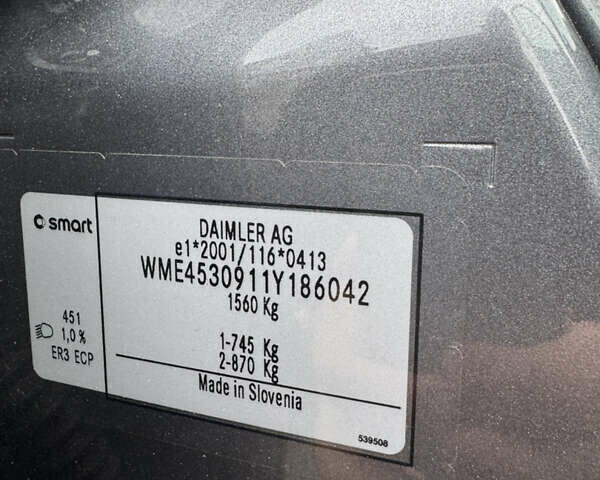 smart
451
1,0 %
ER3 ECP
DAIMLER AG
e1*2001/116*0413
WME4530911Y186042
1560 Kg
1-745 Kg
2-870 Kg
Made in Slovenia
539508